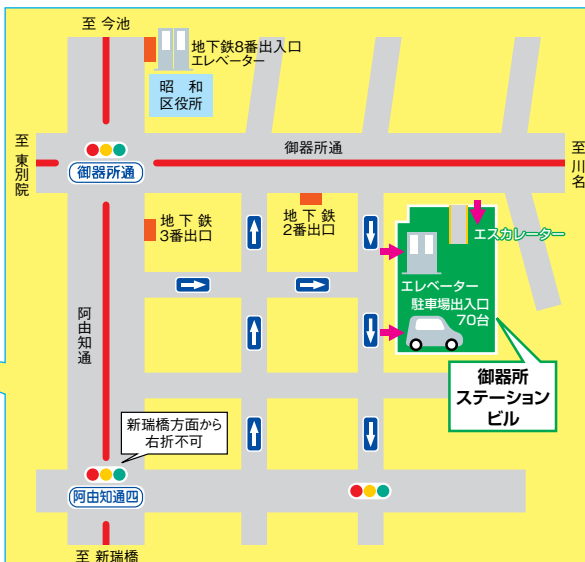 至 今池
地下鉄8番出入口
エレベーター
昭 和
区役所
至 東別院
御器所通
御器所通
至 川名
地 下 鉄
3番出口
地 下 鉄
2番出口
エスカレーター
エレベーター
駐車場出入口
70台
阿由知通
御器所
ステーション
ビル
新瑞橋方面から
右折不可
阿由知通四
至 新瑞橋